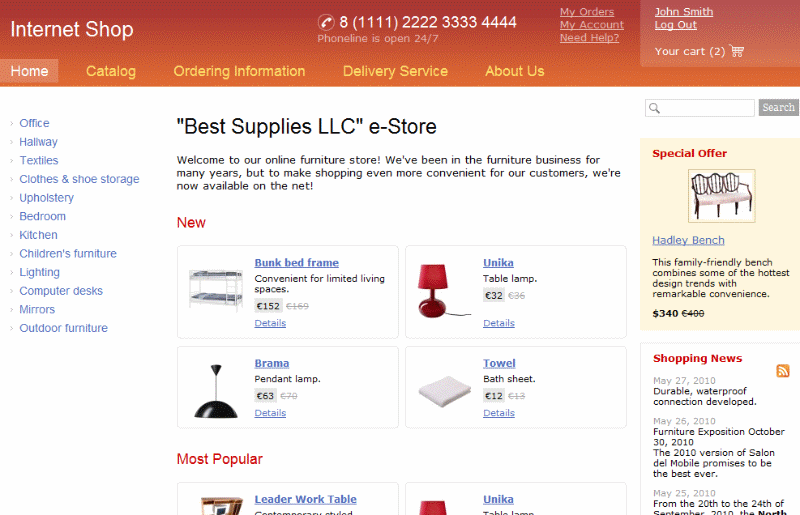 Internet Shop
8 (1111) 2222 3333 4444
Phoneline is open 24/7
My Orders
My Account
Need Help?
John Smith
Log Out
Your cart (2)
Home
Catalog
Ordering Information
Delivery Service
About Us
Office
Hallway
Textiles
Clothes & shoe storage
Upholstery
Bedroom
Kitchen
Children's furniture
Lighting
Computer desks
Mirrors
Outdoor furniture
"Best Supplies LLC" e-Store
Welcome to our online furniture store! We've been in the furniture business for
many years, but to make shopping even more convenient for our customers, we're
now available on the net!
New
Bunk bed frame
Convenient for limited living
spaces.
€152 €169
Details
Unika
Table lamp.
€32 €36
Details
Brama
Pendant lamp.
€63 €70
Details
Towel
Bath sheet.
€12 €13
Details
Most Popular
Leader Work Table
Contemporary styled
Unika
Table lamp.
Search
Special Offer
Hadley Bench
This family-friendly bench
combines some of the hottest
design trends with
remarkable convenience.
$340 €400
Shopping News
May 27, 2010
Durable, waterproof
connection developed.
May 26, 2010
Furniture Exposition October
30, 2010
The 2010 version of Salon
del Mobile promises to be
the best ever.
May 25, 2010
From the 20th to the 24th of
September, 2010, the North